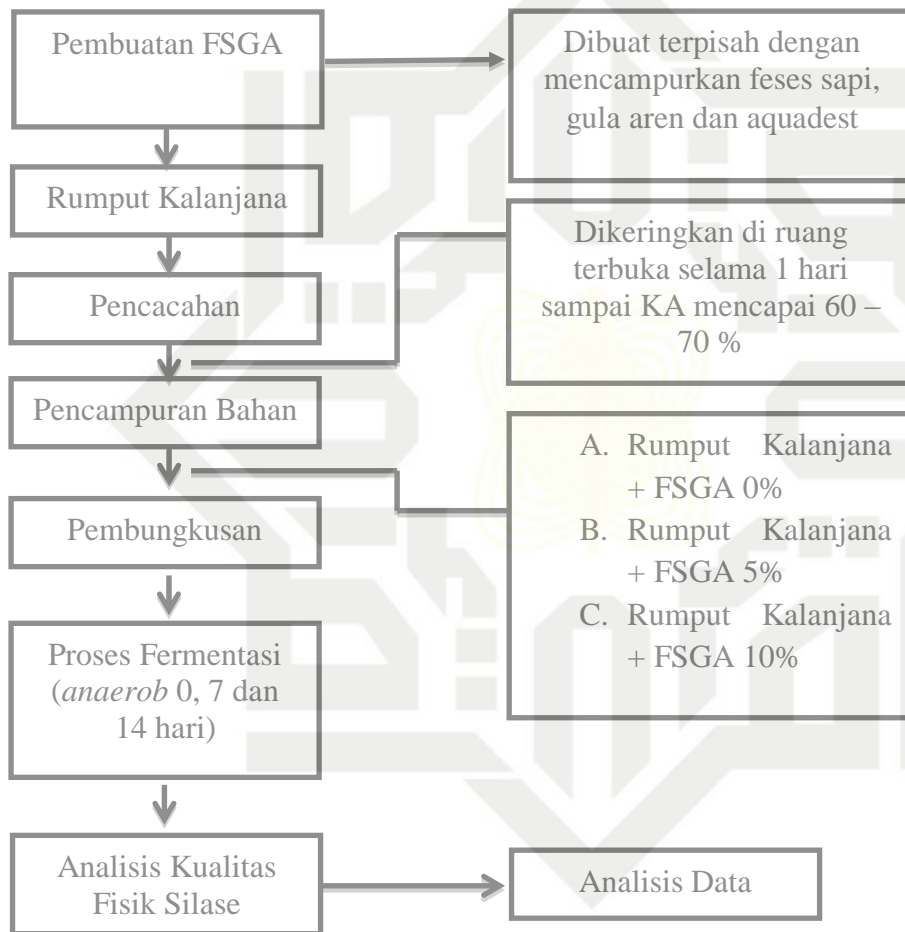 Pembuatan FSGA
Dibuat terpisah dengan
mencampurkan feses sapi,
gula aren dan aquadest
Rumput Kalanjana
Dikeringkan di ruang
terbuka selama 1 hari
sampai KA mencapai 60 –
70 %
Pencacahan
Pencampuran Bahan
A. Rumput Kalanjana
+ FSGA 0%
B. Rumput Kalanjana
+ FSGA 5%
C. Rumput Kalanjana
+ FSGA 10%
Pembungkusan
Proses Fermentasi
(anaerob 0, 7 dan
14 hari)
Analisis Kualitas
Fisik Silase
Analisis Data